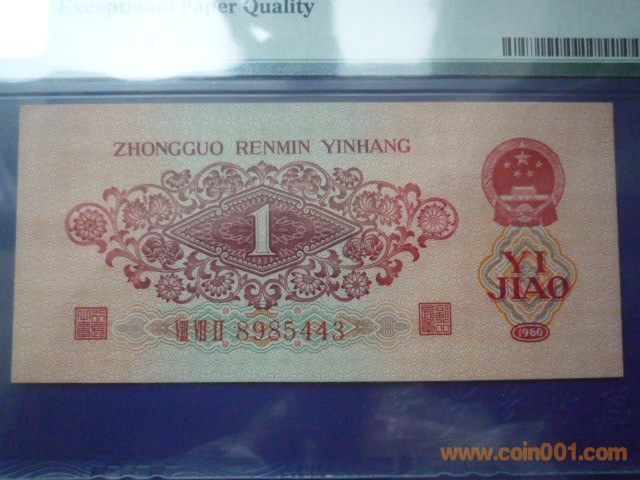 Exceptional Paper Quality
ZHONGGUO RENMIN YINHANG
1
YI
JIAO
8985443
1960
www.coin001.com